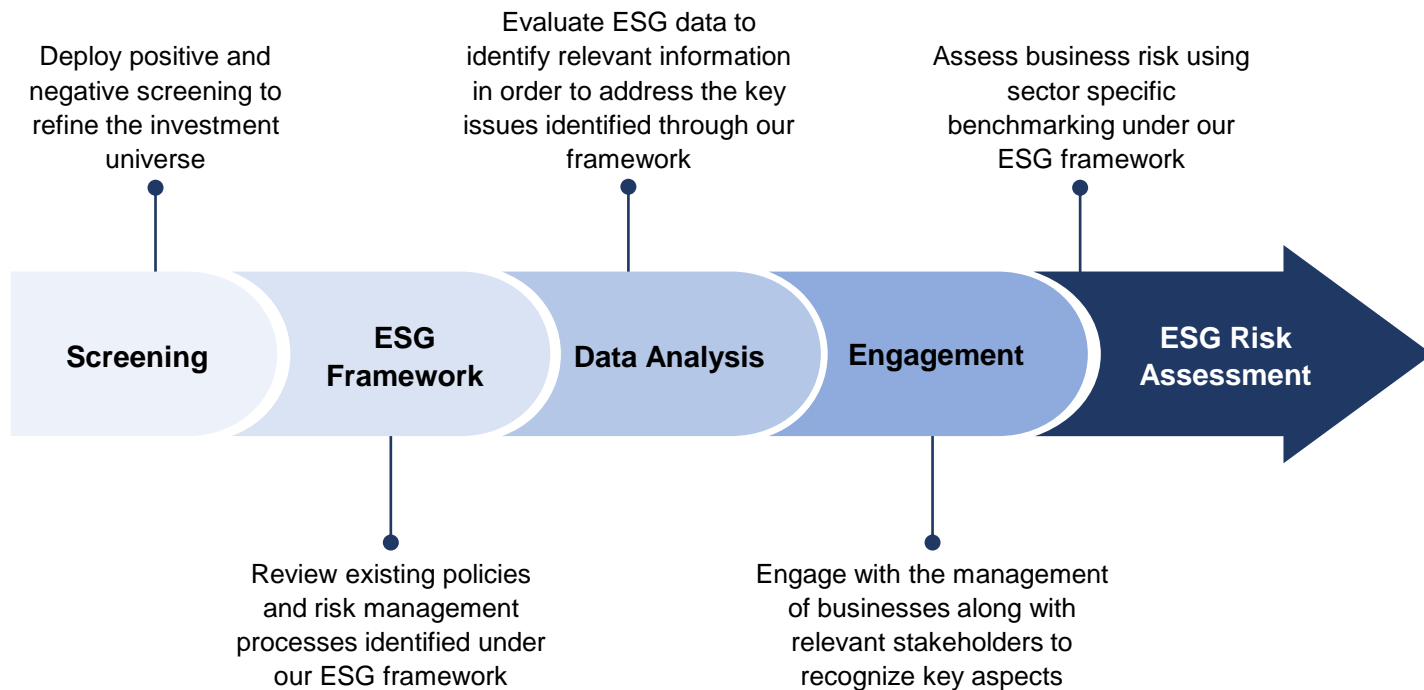 Deploy positive and
negative screening to
refine the investment
universe
Evaluate ESG data to
identify relevant information
in order to address the key
issues identified through our
framework
Assess business risk using
sector specific
benchmarking under our
ESG framework
Screening
ESG
Framework
Data Analysis
Engagement
ESG Risk
Assessment
Review existing policies
and risk management
processes identified under
our ESG framework
Engage with the management
of businesses along with
relevant stakeholders to
recognize key aspects